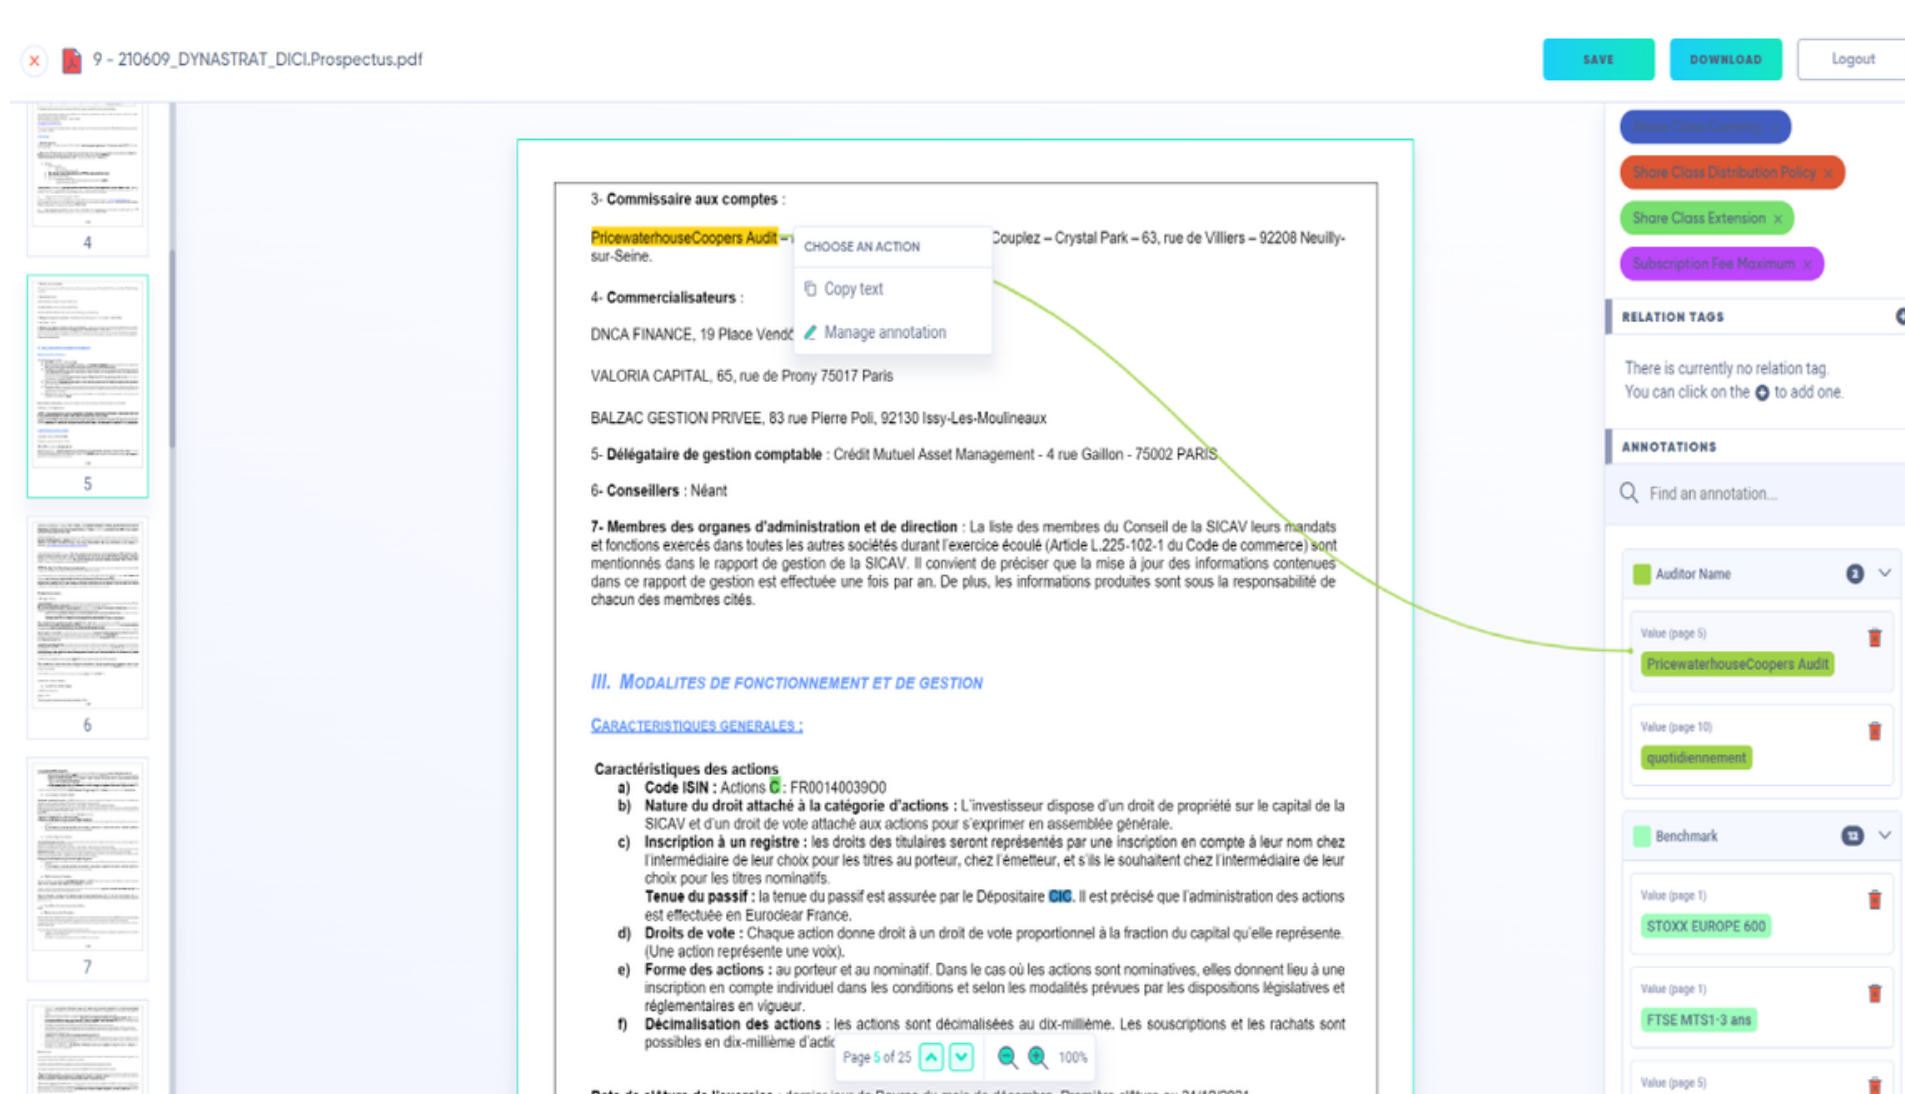 9 - 210609_DYNASTRAT_DICI.Prospectus.pdf
SAVE
DOWNLOAD
Logout
4
5
6
7
3- Commissaire aux comptes :
PricewaterhouseCoopers Audit – Couplez – Crystal Park – 63, rue de Villiers – 92208 Neuilly-
sur-Seine.
CHOOSE AN ACTION
Copy text
Manage annotation
4- Commercialisateurs :
DNCA FINANCE, 19 Place
VALORIA CAPITAL, 65, rue de Prony 75017 Paris
BALZAC GESTION PRIVEE, 83 rue Pierre Poli, 92130 Issy-Les-Moulineaux
5- Délégataire de gestion comptable : Crédit Mutuel Asset Management - 4 rue Gaillon - 75002 PARIS
6- Conseillers : Néant
7- Membres des organes d'administration et de direction : La liste des membres du Conseil de la SICAV leurs mandats
et fonctions exercés dans toutes les autres sociétés durant l'exercice écoulé (Article L.225-102-1 du Code de commerce) sont
mentionnés dans le rapport de gestion de la SICAV. Il convient de préciser que la mise à jour des informations contenues
dans ce rapport de gestion est effectuée une fois par an. De plus, les informations produites sont sous la responsabilité de
chacun des membres cités.
III. MODALITES DE FONCTIONNEMENT ET DE GESTION
CARACTERISTIQUES GENERALES :
Caractéristiques des actions
a) Code ISIN : Actions C : FR00140039O0
b) Nature du droit attaché à la catégorie d'actions : L'investisseur dispose d'un droit de propriété sur le capital de la
SICAV et d'un droit de vote attaché aux actions pour s'exprimer en assemblée générale.
c) Inscription à un registre : les droits des titulaires seront représentés par une inscription en compte à leur nom chez
l'intermédiaire de leur choix pour les titres au porteur, chez l'émetteur, et s'ils le souhaitent chez l'intermédiaire de leur
choix pour les titres nominatifs.
Tenue du passif : la tenue du passif est assurée par le Dépositaire CIC. Il est précisé que l'administration des actions
est effectuée en Euroclear France.
d) Droits de vote : Chaque action donne droit à un droit de vote proportionnel à la fraction du capital qu'elle représente.
(Une action représente une voix).
e) Forme des actions : au porteur et au nominatif. Dans le cas où les actions sont nominatives, elles donnent lieu à une
inscription en compte individuel dans les conditions et selon les modalités prévues par les dispositions législatives et
réglementaires en vigueur.
f) Décimalisation des actions : les actions sont décimalisées au dix-millième. Les souscriptions et les rachats sont
possibles en dix-millième
Page 5 of 25
100%
Share Class Currency
Share Class Distribution Policy ×
Share Class Extension ×
Subscription Fee Maximum ×
RELATION TAGS
There is currently no relation tag.
You can click on the to add one.
ANNOTATIONS
Find an annotation...
Auditor Name 2
Value (page 5)
PricewaterhouseCoopers Audit
Value (page 10)
quotidiennement
Benchmark 12
Value (page 1)
STOXX EUROPE 600
Value (page 1)
FTSE MTS1-3 ans
Value (page 5)